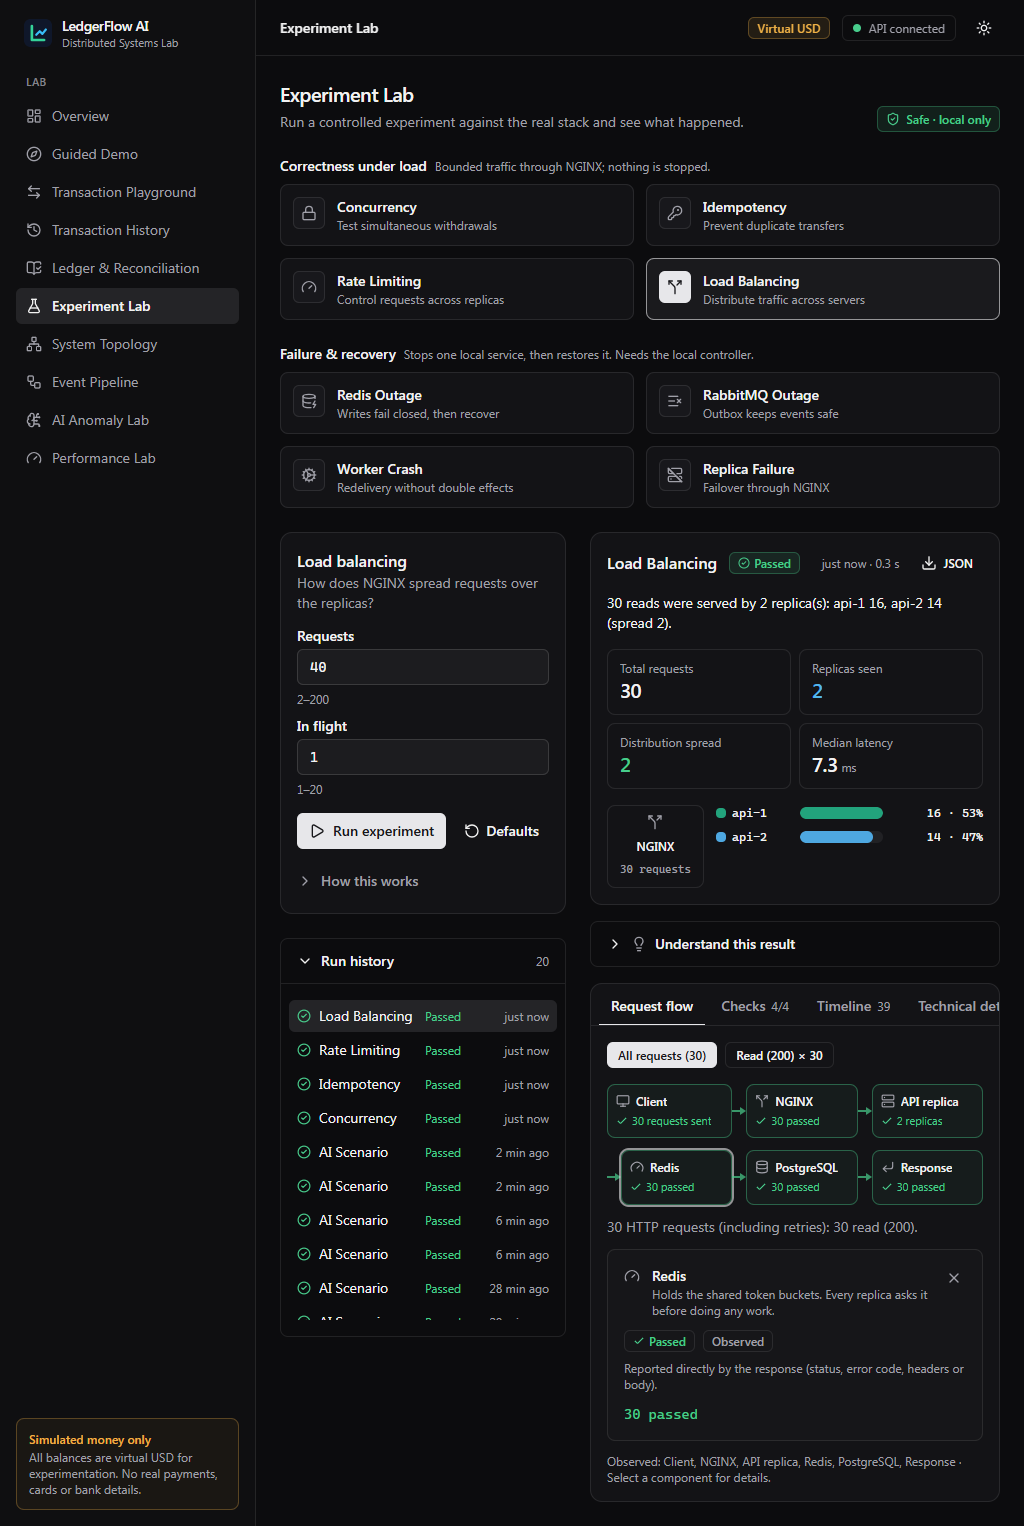 LedgerFlow AI
Distributed Systems Lab
LAB
Overview
Guided Demo
Transaction Playground
Transaction History
Ledger & Reconciliation
Experiment Lab
System Topology
Event Pipeline
AI Anomaly Lab
Performance Lab
Simulated money only
All balances are virtual USD for
experimentation. No real payments,
cards or bank details.
Experiment Lab
Virtual USD
API connected
Experiment Lab
Run a controlled experiment against the real stack and see what happened.
Safe · local only
Correctness under load Bounded traffic through NGINX; nothing is stopped.
Concurrency
Test simultaneous withdrawals
Idempotency
Prevent duplicate transfers
Rate Limiting
Control requests across replicas
Load Balancing
Distribute traffic across servers
Failure & recovery Stops one local service, then restores it. Needs the local controller.
Redis Outage
Writes fail closed, then recover
RabbitMQ Outage
Outbox keeps events safe
Worker Crash
Redelivery without double effects
Replica Failure
Failover through NGINX
Load balancing
How does NGINX spread requests over
the replicas?
Requests
40
2–200
In flight
1
1–20
Run experiment
Defaults
How this works
Run history 20
Load Balancing Passed just now
Rate Limiting Passed just now
Idempotency Passed just now
Concurrency Passed just now
AI Scenario Passed 2 min ago
AI Scenario Passed 2 min ago
AI Scenario Passed 6 min ago
AI Scenario Passed 6 min ago
AI Scenario Passed 28 min ago
Load Balancing Passed just now · 0.3 s JSON
30 reads were served by 2 replica(s): api-1 16, api-2 14
(spread 2).
Total requests
30
Replicas seen
2
Distribution spread
2
Median latency
7.3 ms
NGINX
30 requests
api-1 16 · 53%
api-2 14 · 47%
Understand this result
Request flow Checks 4/4 Timeline 39 Technical det
All requests (30) Read (200) × 30
Client
30 requests sent
NGINX
30 passed
API replica
2 replicas
Redis
30 passed
PostgreSQL
30 passed
Response
30 passed
30 HTTP requests (including retries): 30 read (200).
Redis
Holds the shared token buckets. Every replica asks it
before doing any work.
Passed Observed
Reported directly by the response (status, error code, headers or
body).
30 passed
Observed: Client, NGINX, API replica, Redis, PostgreSQL, Response ·
Select a component for details.